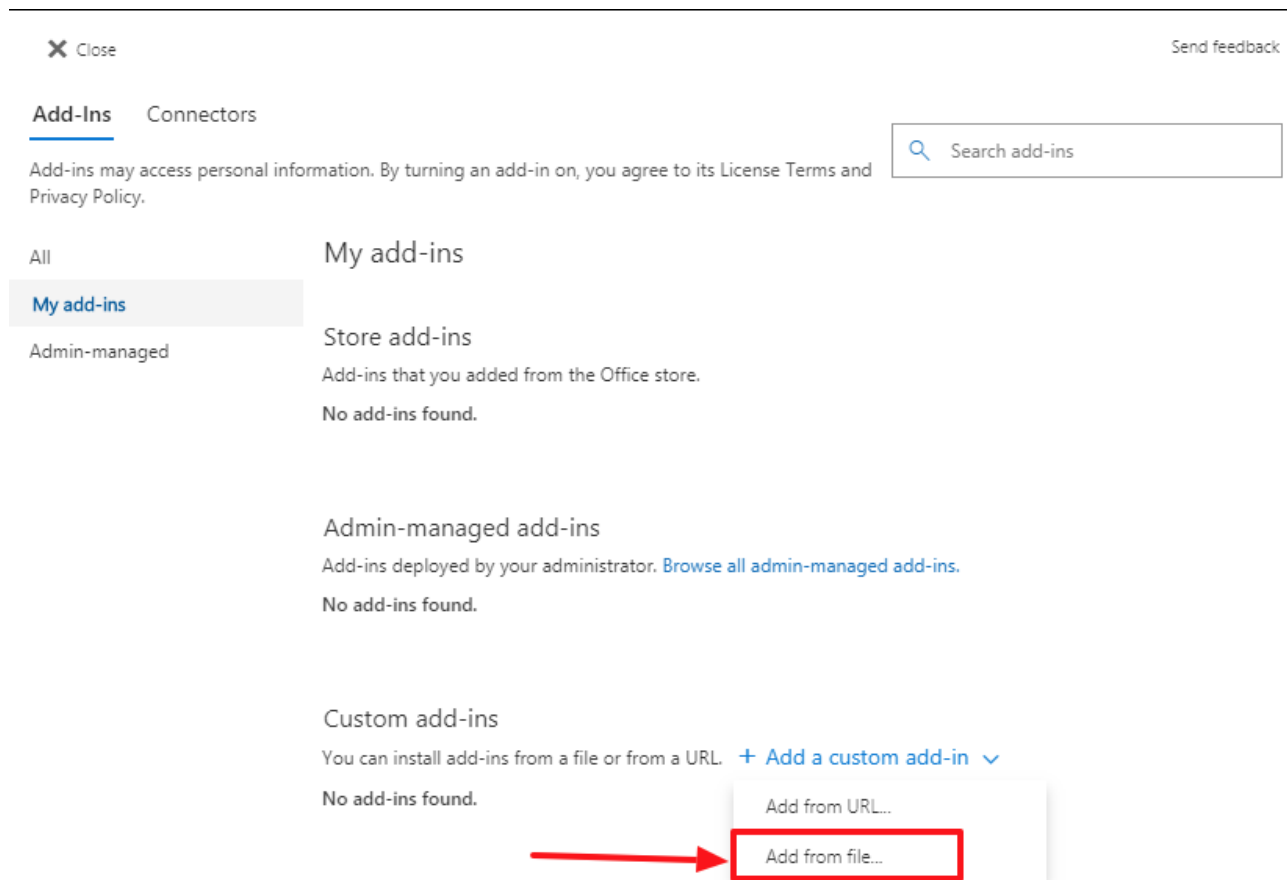 Close
Send feedback
Add-Ins Connectors
Search add-ins
Add-ins may access personal information. By turning an add-in on, you agree to its License Terms and
Privacy Policy.
All
My add-ins
Admin-managed
My add-ins
Store add-ins
Add-ins that you added from the Office store.
No add-ins found.
Admin-managed add-ins
Add-ins deployed by your administrator. Browse all admin-managed add-ins.
No add-ins found.
Custom add-ins
You can install add-ins from a file or from a URL. + Add a custom add-in
No add-ins found.
Add from URL...
Add from file...